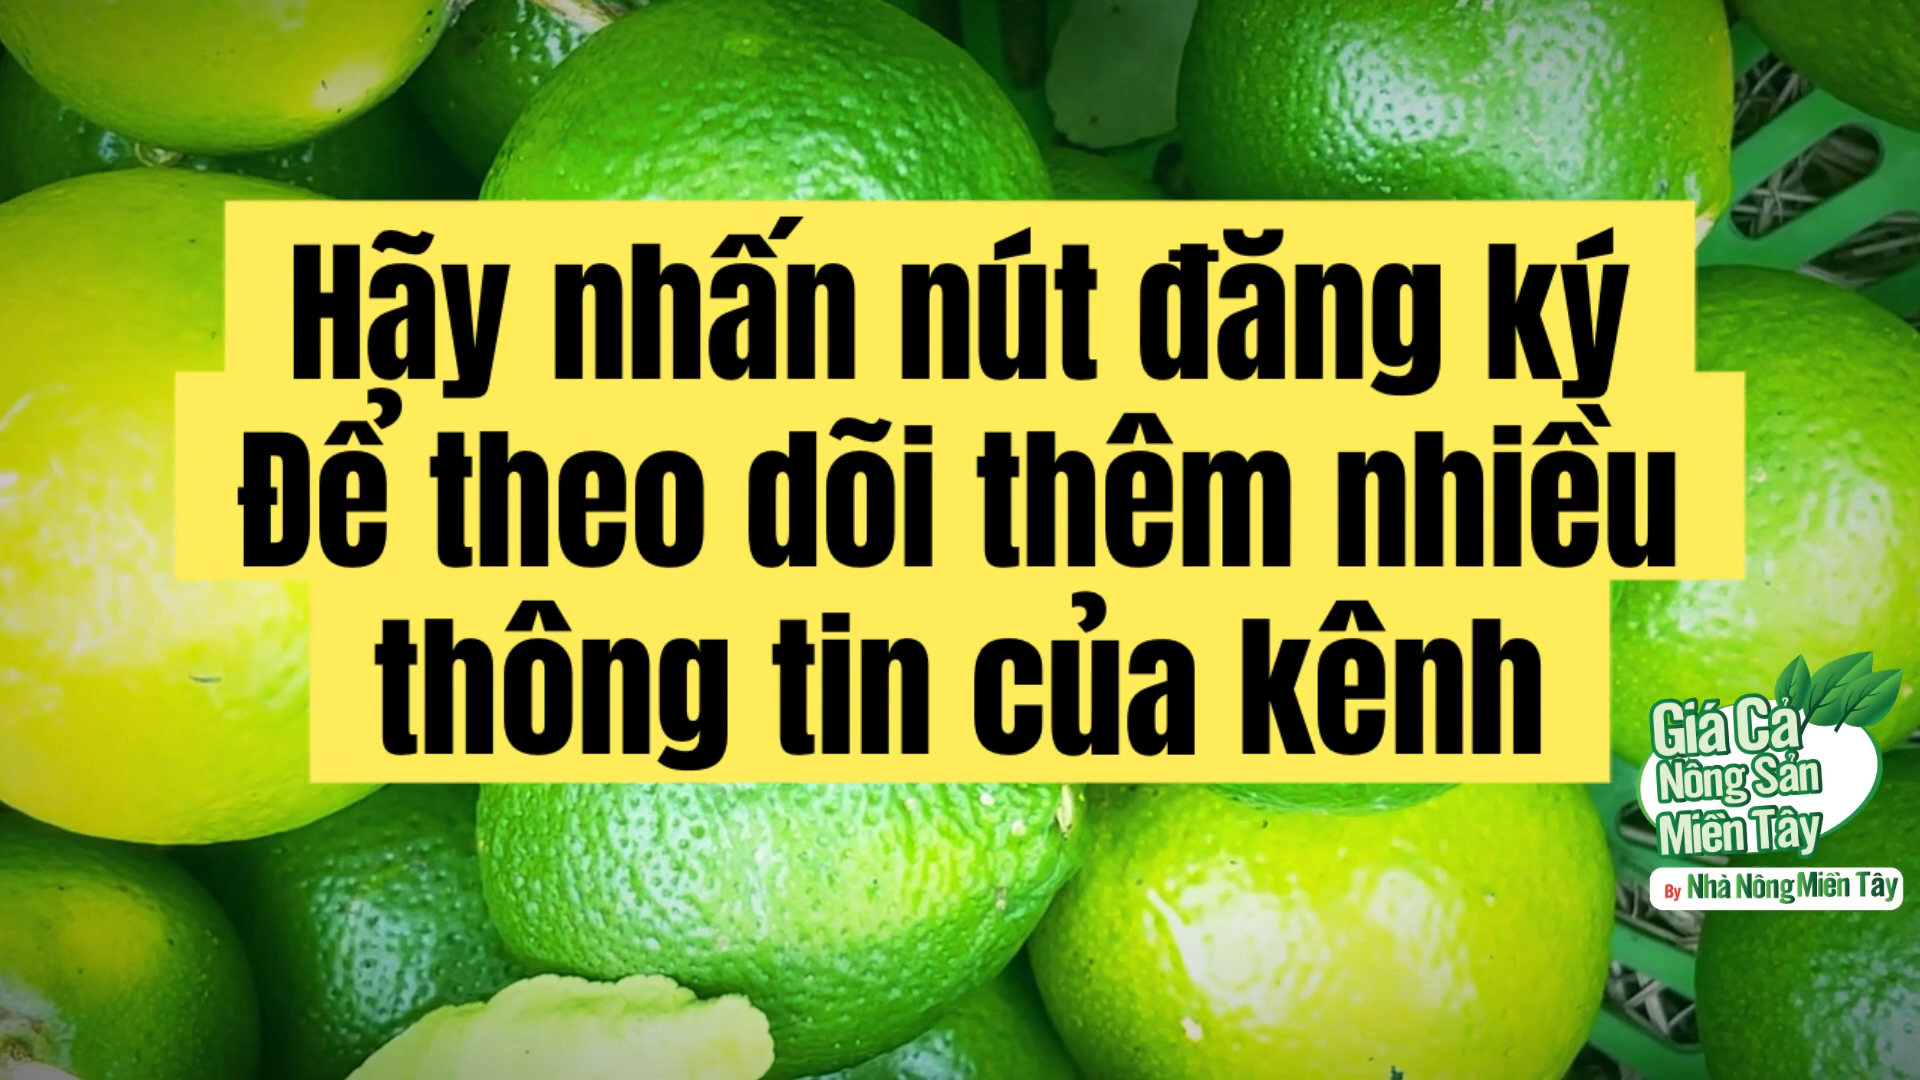 Hãy nhấn nút đăng ký
Để theo dõi thêm nhiều
thông tin của kênh
Giá Cả
Nông Sản
Miền Tây
By Nhà Nông Miền Tây